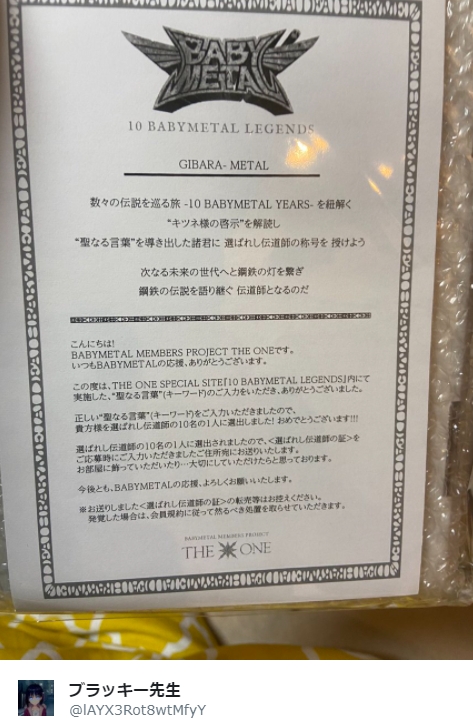 BABY
METAL
10 BABYMETAL LEGENDS
GIBARA- METAL
数々の伝説を巡る旅 -10 BABYMETAL YEARS- を紐解く
“キツネ様の啓示”を解読し
“聖なる言葉”を導き出した諸君に 選ばれし伝道師の称号を 授けよう
次なる未来の世代へと鋼鉄の灯を繋ぎ
鋼鉄の伝説を語り継ぐ 伝道師となるのだ
こんにちは!
BABYMETAL MEMBERS PROJECT THE ONEです。
いつもBABYMETALの応援、ありがとうございます。
この度は、THE ONE SPECIAL SITE「10 BABYMETAL LEGENDS」内にて
実施した、“聖なる言葉”(キーワード)のご入力をいただき、ありがとうございました。
正しい“聖なる言葉”(キーワード)をご入力いただきましたので、
貴方様を選ばれし伝道師の10名の1人に選出しました! おめでとうございます!!!
選ばれし伝道師の10名の1人に選出されましたので、<選ばれし伝道師の証>を
ご応募時にご入力いただきましたご住所宛にお送りいたします。
お部屋に鮮っていただいたり…大切にしていただけたらと思っております。
今後とも、BABYMETALの応援、よろしくお願いいたします。
※お送りしました<選ばれし伝道師の証>の転売等はお控えください。
発覚した場合は、会員規約に従って然るべき処置を取らせていただきます。
BABYMETAL MEMBERS PROJECT
THE ONE
ブラッキー先生
@lAYX3Rot8wtMfyY